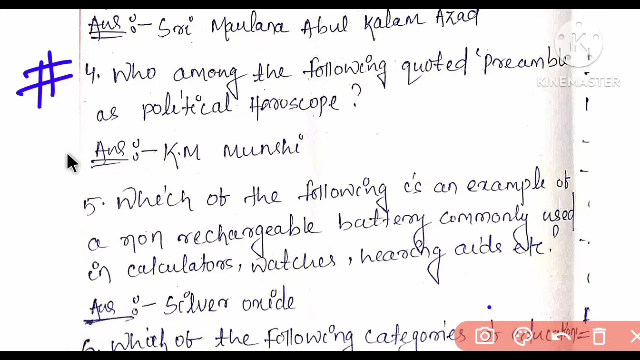 Ans:- Sri Maulana Abul Kalam Azad
# 4. Who among the following quoted 'Preamble
as political Horoscope?
Ans:- K.M Munshi
5. Which of the following is an example of
a non rechargeable battery commonly used
in calculators, watches, hearing aids etc?
Ans:- Silver oxide
6. Which of the following categories is
KINEMASTER